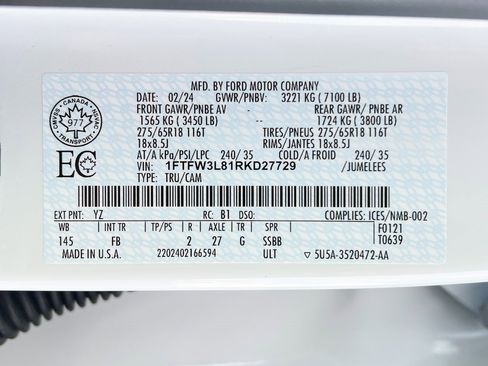 MFD. BY FORD MOTOR COMPANY
DATE: 02/24 GVWR/PNBV: 3221 KG ( 7100 LB)
FRONT GAWR/PNBE AV REAR GAWR/ PNBE AR
1565 KG ( 3450 LB) 1724 KG ( 3800 LB)
275/65R18 116T TIRES/PNEUS 275/65R18 116T
18x8.5J RIMS/JANTES 18x8.5J
AT/A kPa/PSI/LPC 240/ 35 COLD/A FROID 240/ 35
VIN: 1FTFW3L81RKD27729 /JUMELEES
TYPE: TRU/CAM
CANADA
977
TRANSPORT
EC
EXT PNT: YZ RC: B1 DSO: COMPLIES: ICES/NMB-002
WB INT TR TP/PS R AXLE TR SPR F0121
145 FB 2 27 G SSBB T0639
MADE IN U.S.A. 2202402166594 ULT ▽ 5U5A-3520472-AA